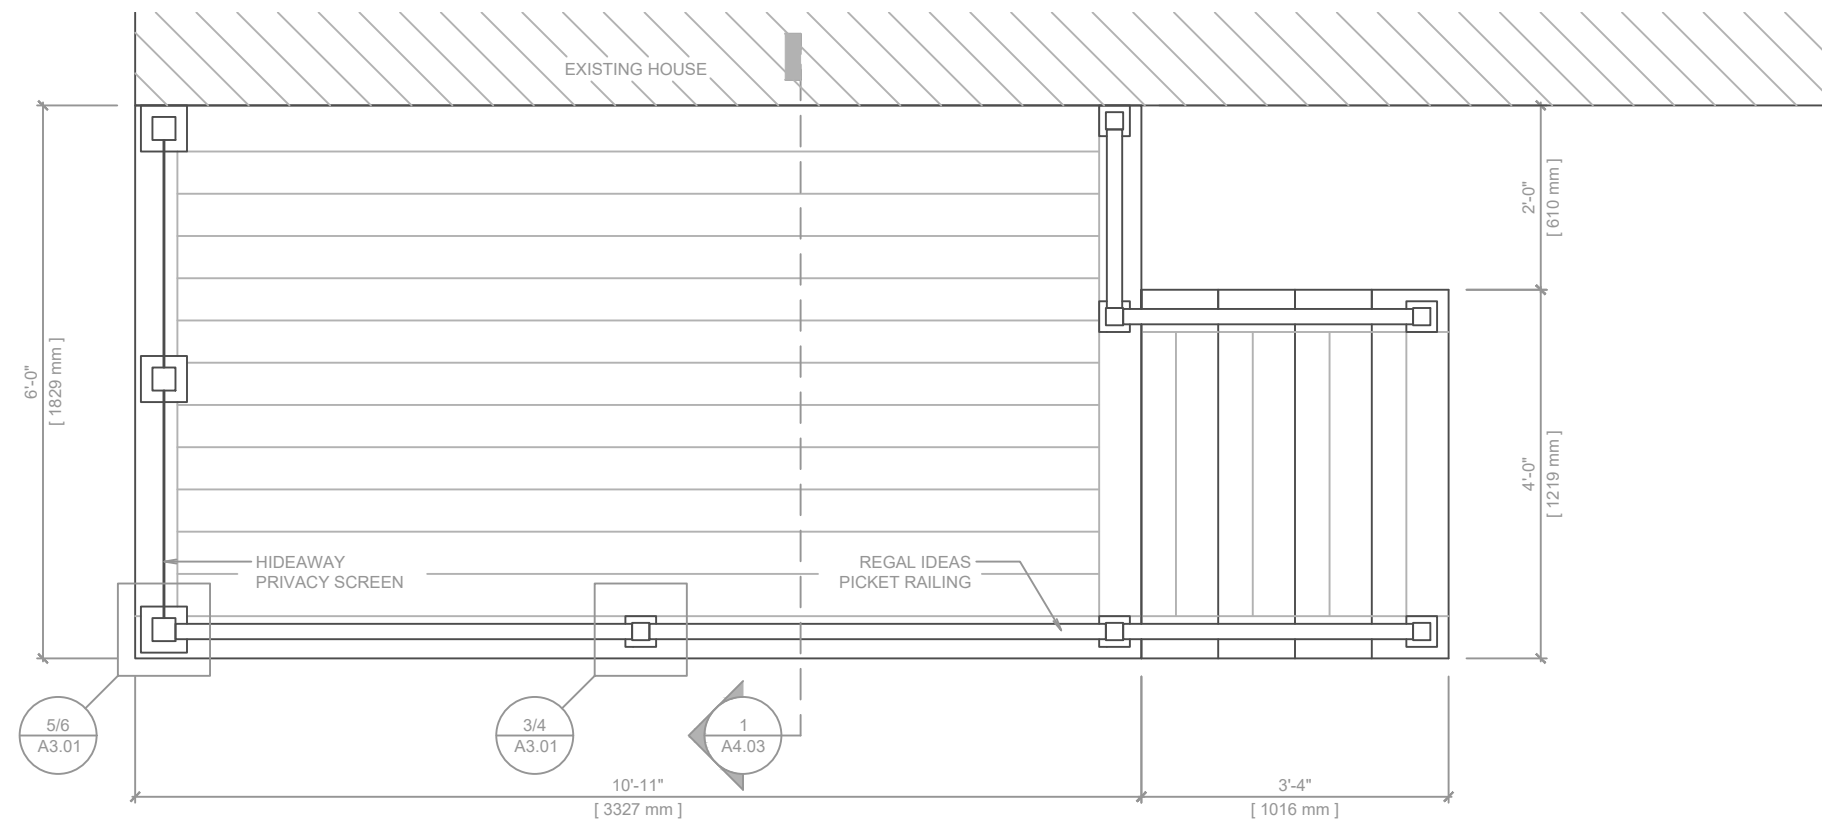 EXISTING HOUSE
2'-0"
[ 610 mm ]
6'-0"
[ 1829 mm ]
4'-0"
[ 1219 mm ]
HIDEAWAY
PRIVACY SCREEN
REGAL IDEAS
PICKET RAILING
5/6
A3.01
3/4
A3.01
1
A4.03
10'-11"
[ 3327 mm ]
3'-4"
[ 1016 mm ]